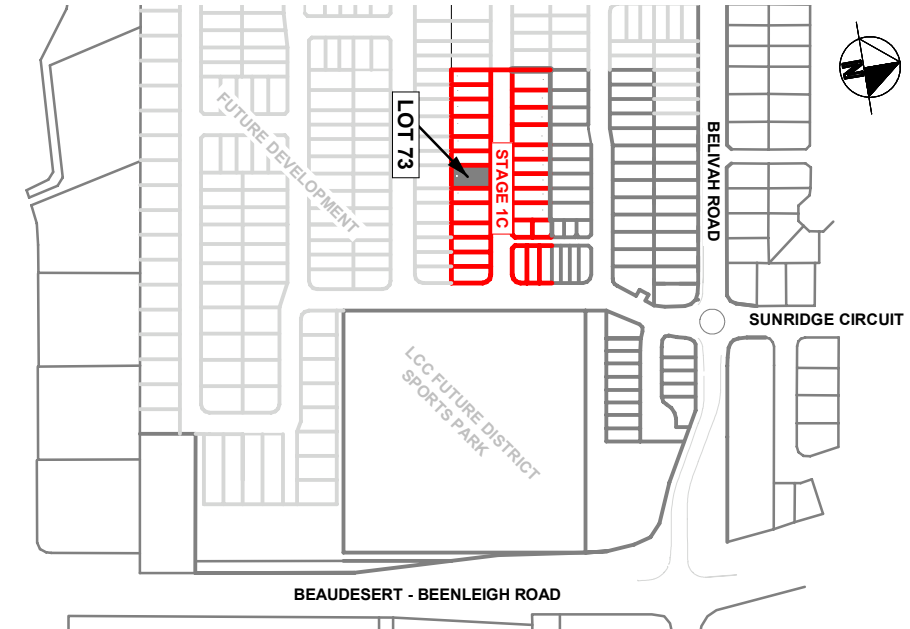 N
LOT 73
FUTURE DEVELOPMENT
STAGE 1C
BELIVAH ROAD
SUNRIDGE CIRCUIT
LCC FUTURE DISTRICT
SPORTS PARK
BEAUDESERT - BEENLEIGH ROAD